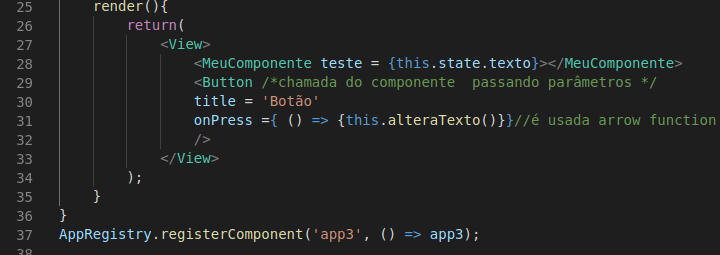 25 render(){
26 return(
27 <View>
28 <MeuComponente teste = {this.state.texto}></MeuComponente>
29 <Button /*chamada do componente  passando parâmetros */
30 title = 'Botão'
31 onPress ={ () => {this.alteraTexto()}}//é usada arrow function
32 />
33 </View>
34 );
35 }
36 }
37 AppRegistry.registerComponent('app3', () => app3);
38